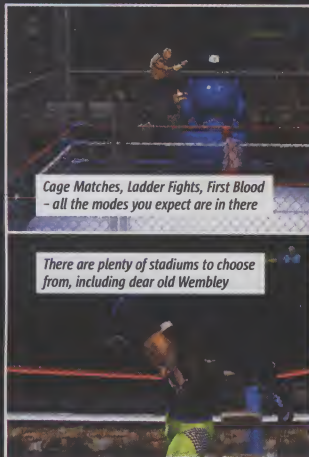 Cage Matches, Ladder Fights, First Blood
– all the modes you expect are in there
There are plenty of stadiums to choose
from, including dear old Wembley